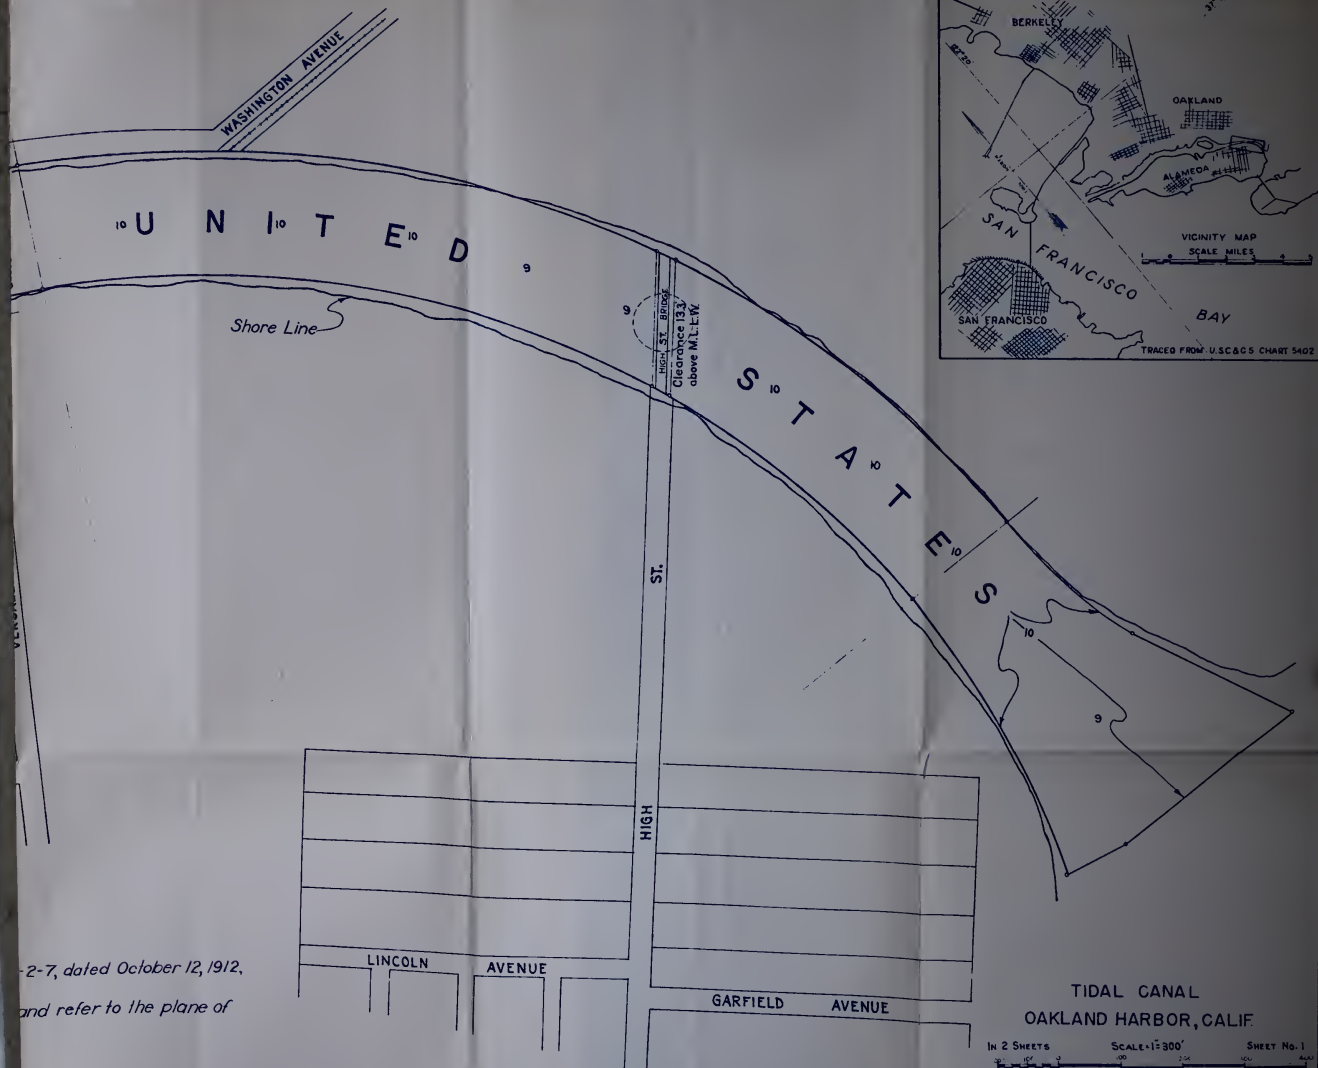 WASHINGTON AVENUE
10 U N I 10 T 10 E D 9
Shore Line
9
HIGH ST. BRIDGE
Clearance 13.3
above M.L.L.W.
S 10 T A 10 T E 10 S
10
9
ST.
HIGH
LINCOLN AVENUE
GARFIELD AVENUE
-2-7, dated October 12, 1912,
and refer to the plane of
BERKELEY
OAKLAND
ALAMEDA
SAN FRANCISCO BAY
SAN FRANCISCO
VICINITY MAP
SCALE MILES
TRACED FROM U.S.C.&G.S CHART 5402
TIDAL CANAL
OAKLAND HARBOR, CALIF.
IN 2 SHEETS SCALE: 1"=300' SHEET NO. 1